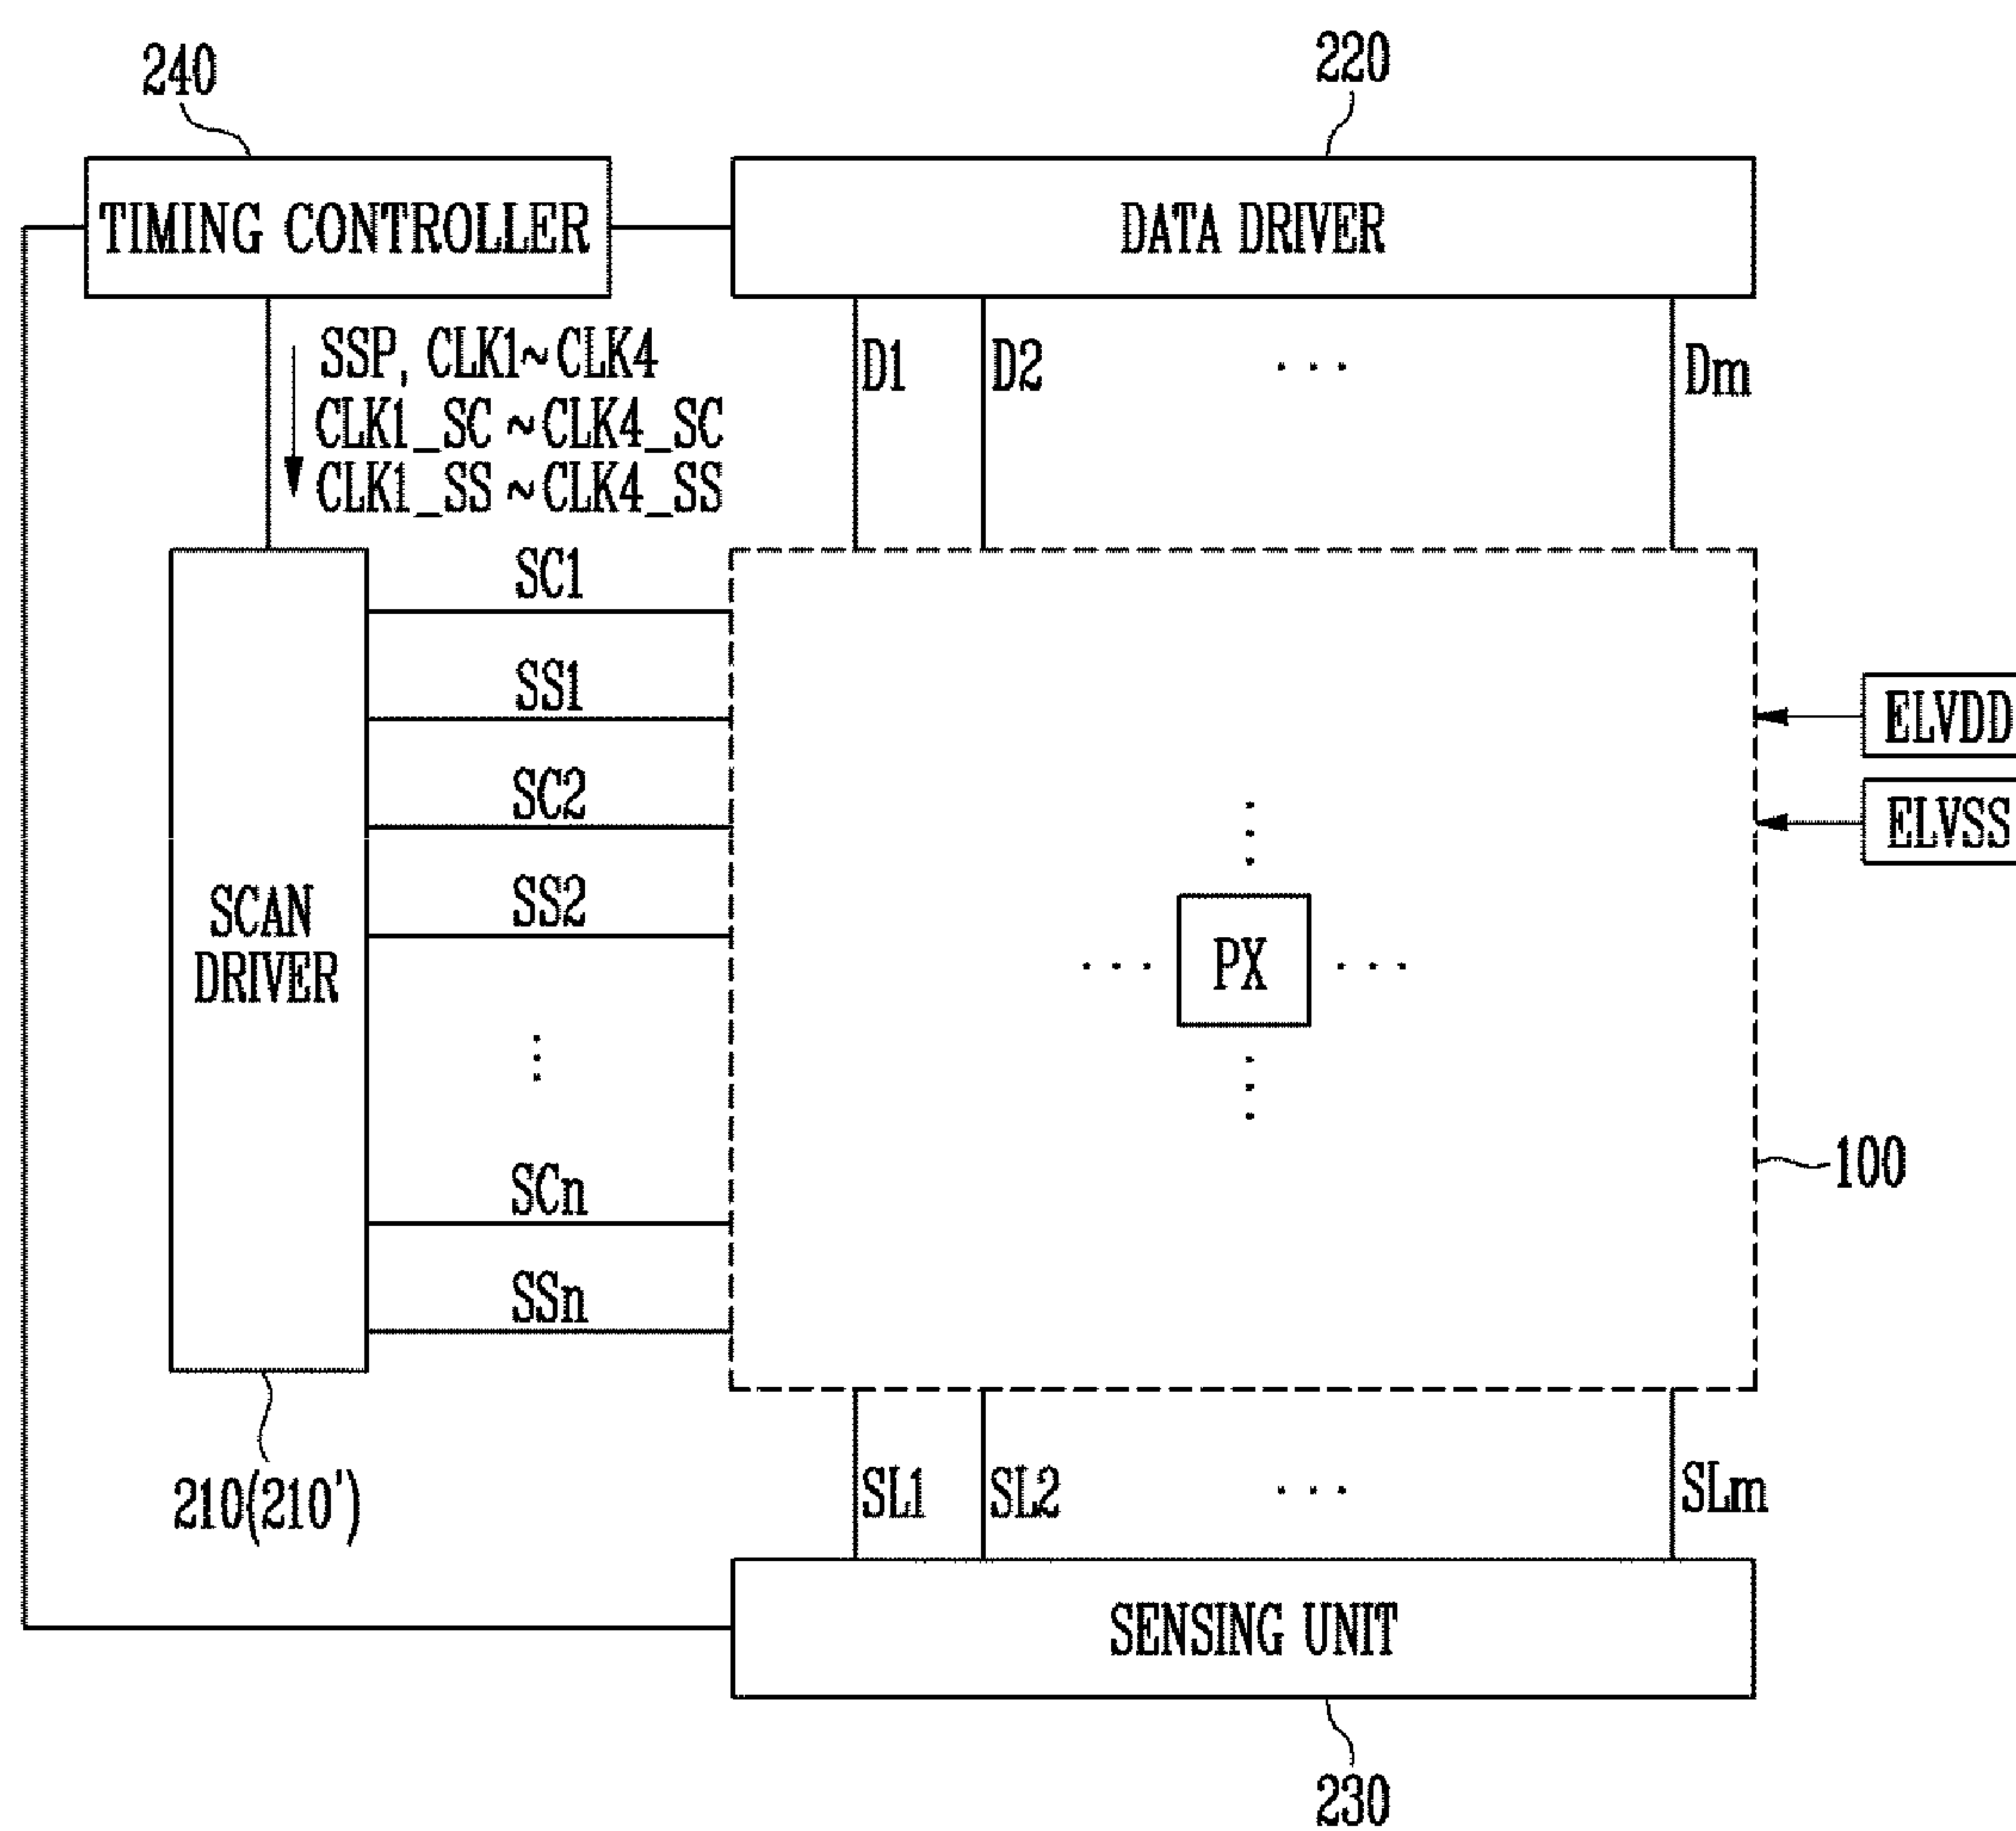 240
220
TIMING CONTROLLER
DATA DRIVER
SSP, CLK1~CLK4
CLK1_SC ~ CLK4_SC
CLK1_SS ~ CLK4_SS
D1
D2
. . .
Dm
SC1
SS1
SC2
SS2
SCn
SSn
SCAN
DRIVER
ELVDD
ELVSS
PX
100
210(210')
SL1
SL2
. . .
SLm
SENSING UNIT
230